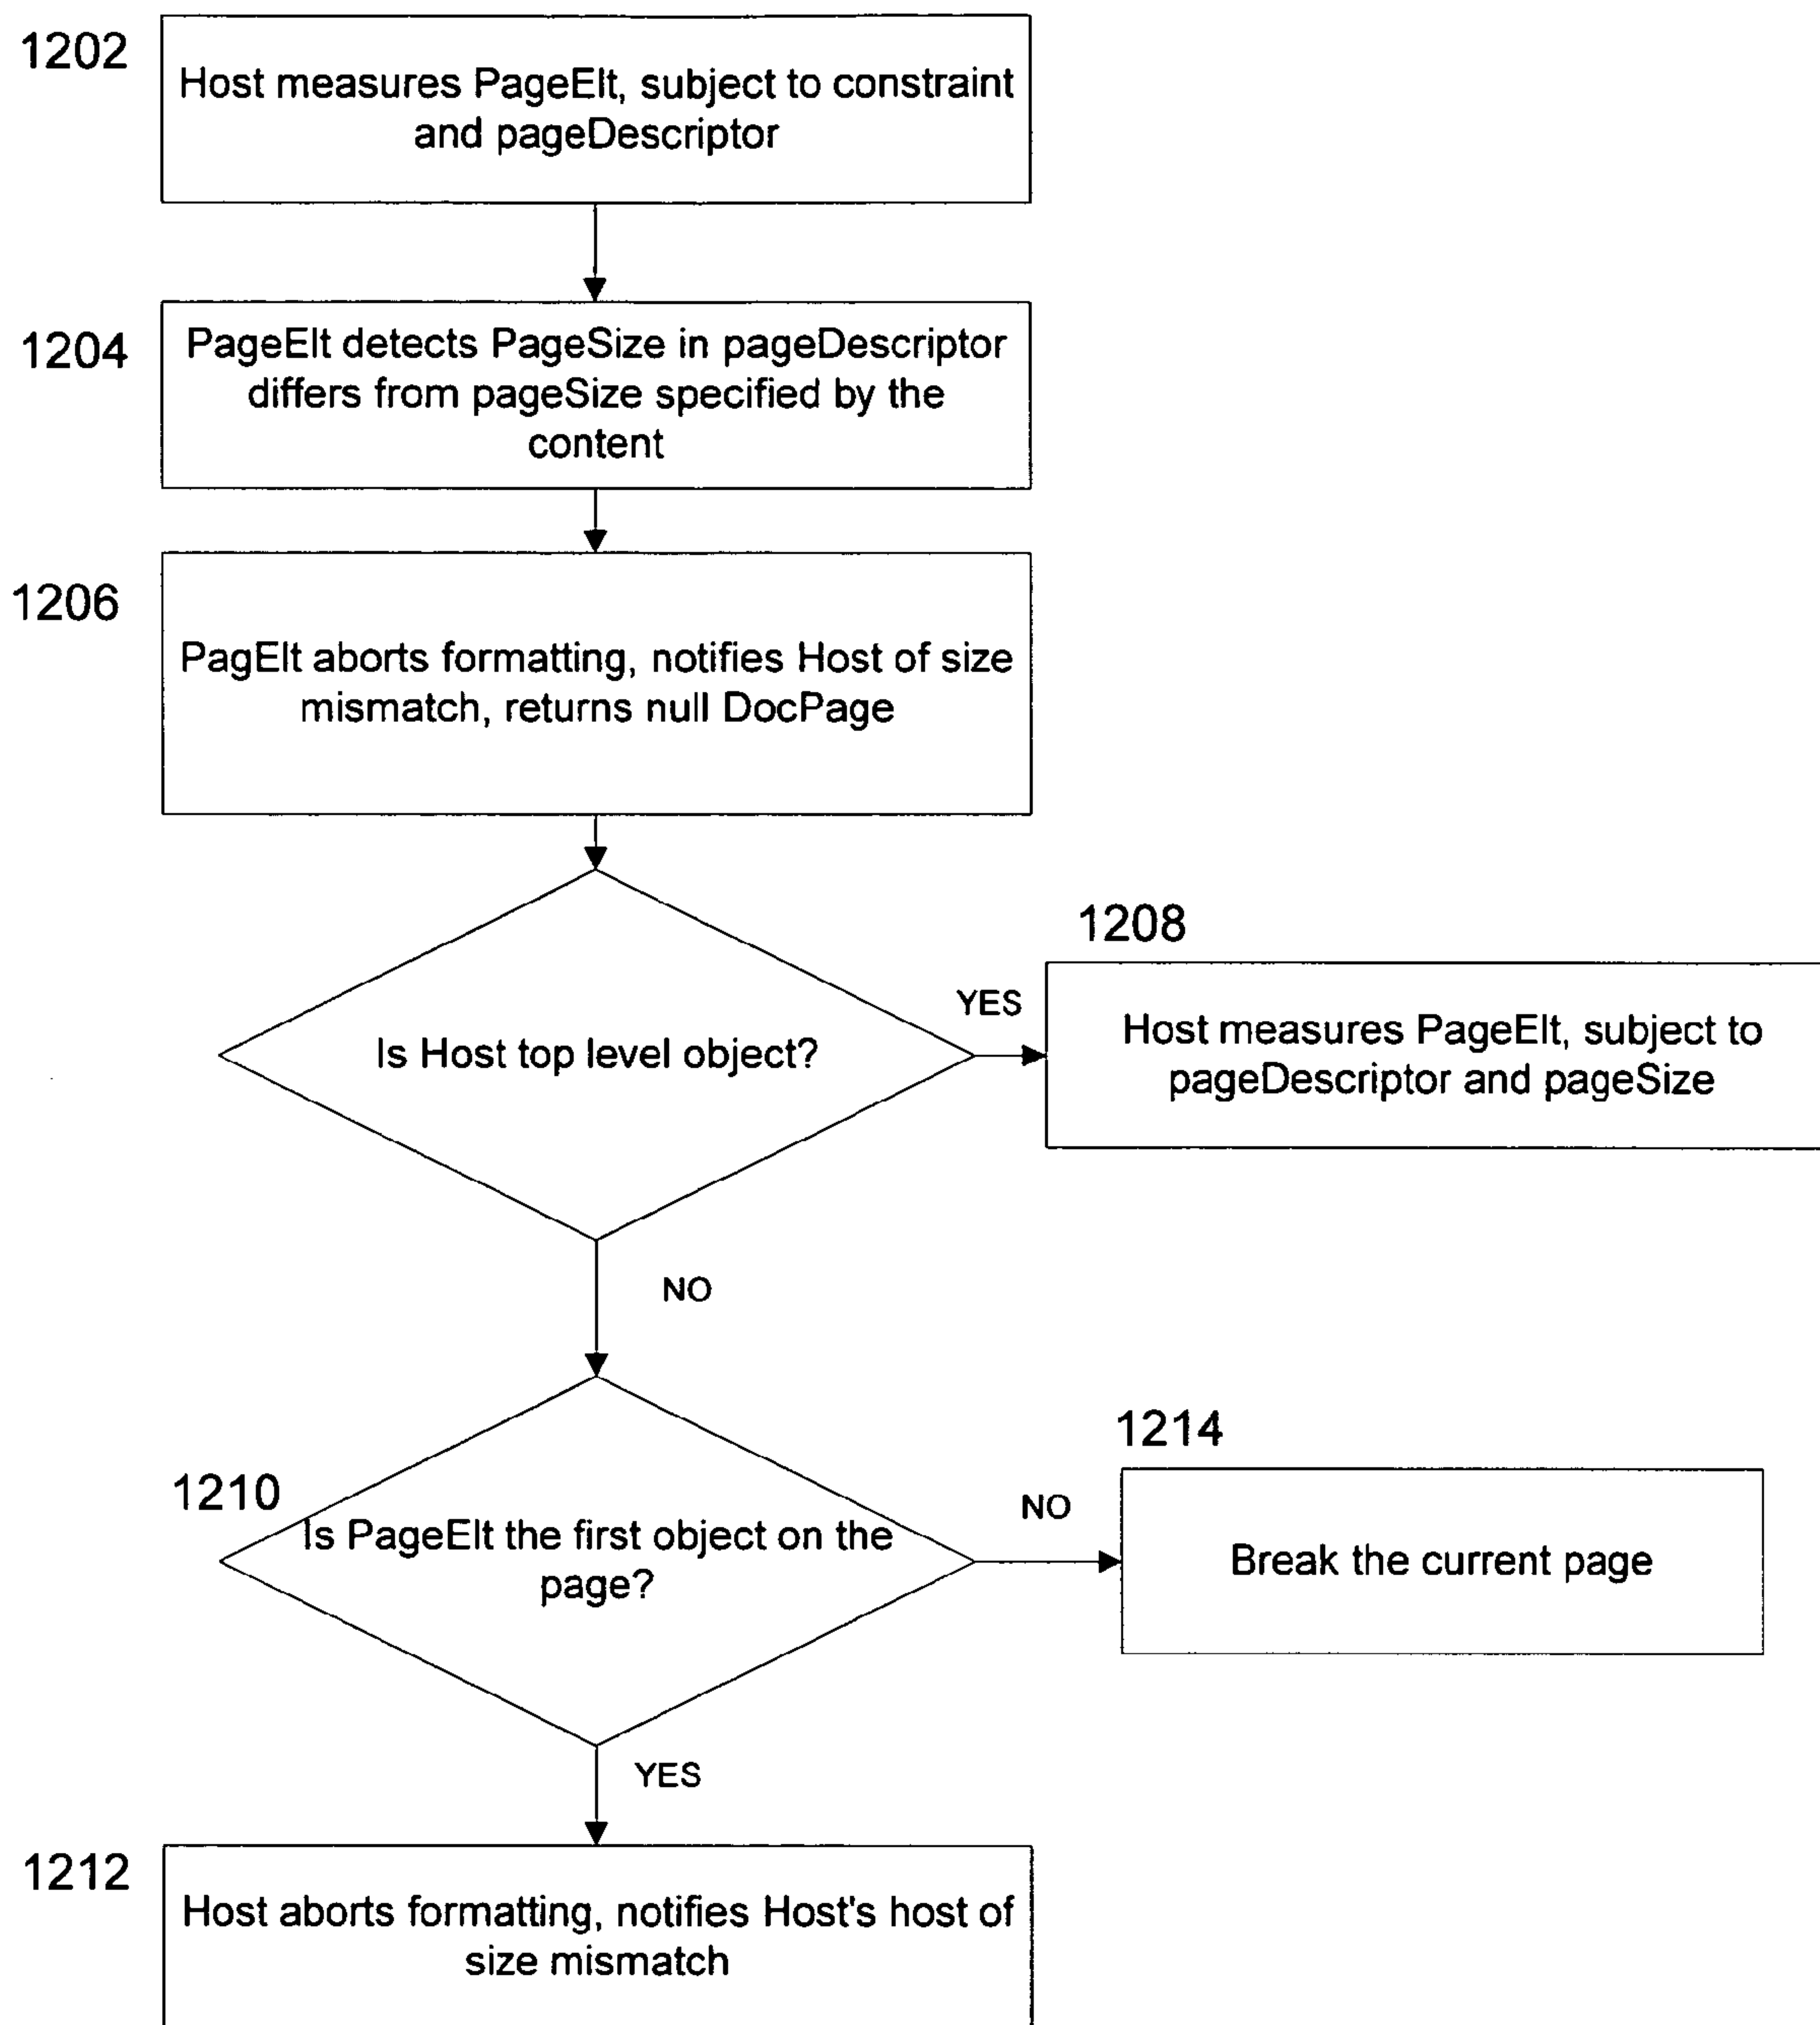 1202
Host measures PageElt, subject to constraint
and pageDescriptor
1204
PageElt detects PageSize in pageDescriptor
differs from pageSize specified by the
content
1206
PagElt aborts formatting, notifies Host of size
mismatch, returns null DocPage
Is Host top level object?
YES
1208
Host measures PageElt, subject to
pageDescriptor and pageSize
NO
1210
Is PageElt the first object on the
page?
NO
1214
Break the current page
YES
1212
Host aborts formatting, notifies Host's host of
size mismatch